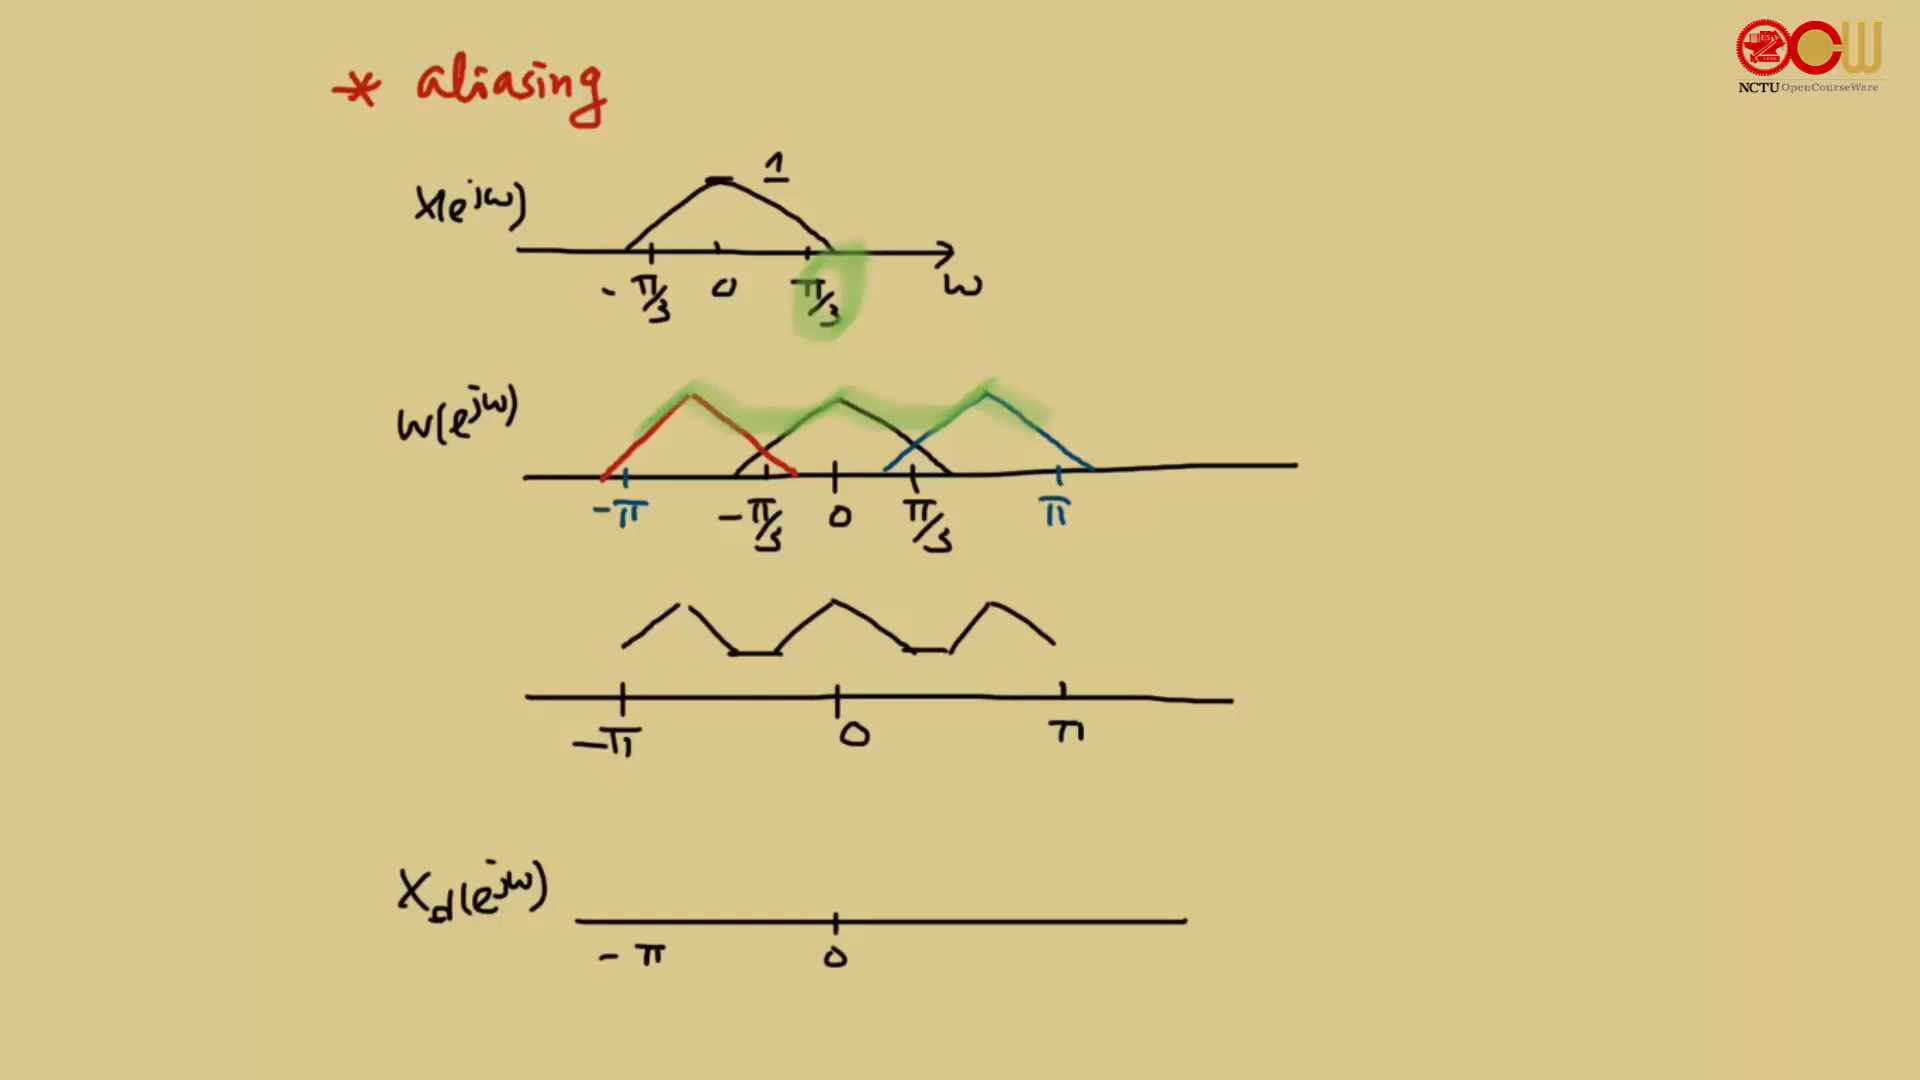 * aliasing
NCTU OpenCourseWare
1
X(e^jω)
-π/3 0 π/3 ω
W(e^jω)
-π -π/3 0 π/3 π
-π 0 π
X_d(e^jω)
-π 0